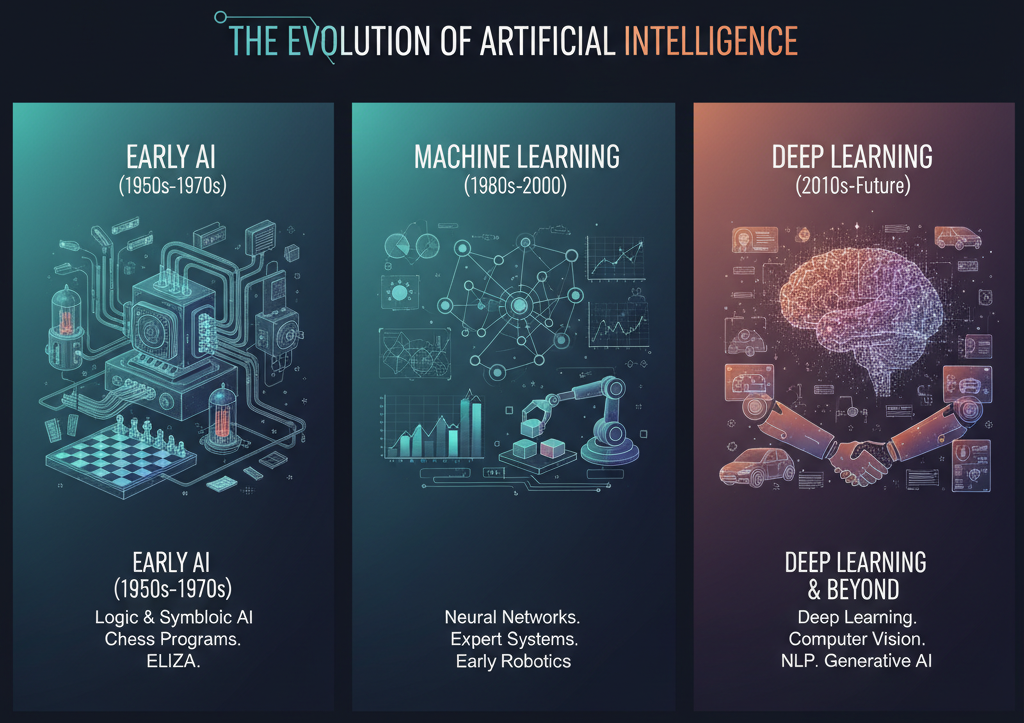 THE EVOLUTION OF ARTIFICIAL INTELLIGENCE
EARLY AI
(1950s-1970s)
EARLY AI
(1950s-1970s)
Logic & Symbloic AI
Chess Programs.
ELIZA.
MACHINE LEARNING
(1980s-2000)
Neural Networks.
Expert Systems.
Early Robotics
DEEP LEARNING
(2010s-Future)
DEEP LEARNING
& BEYOND
Deep Learning.
Computer Vision.
NLP. Generative AI